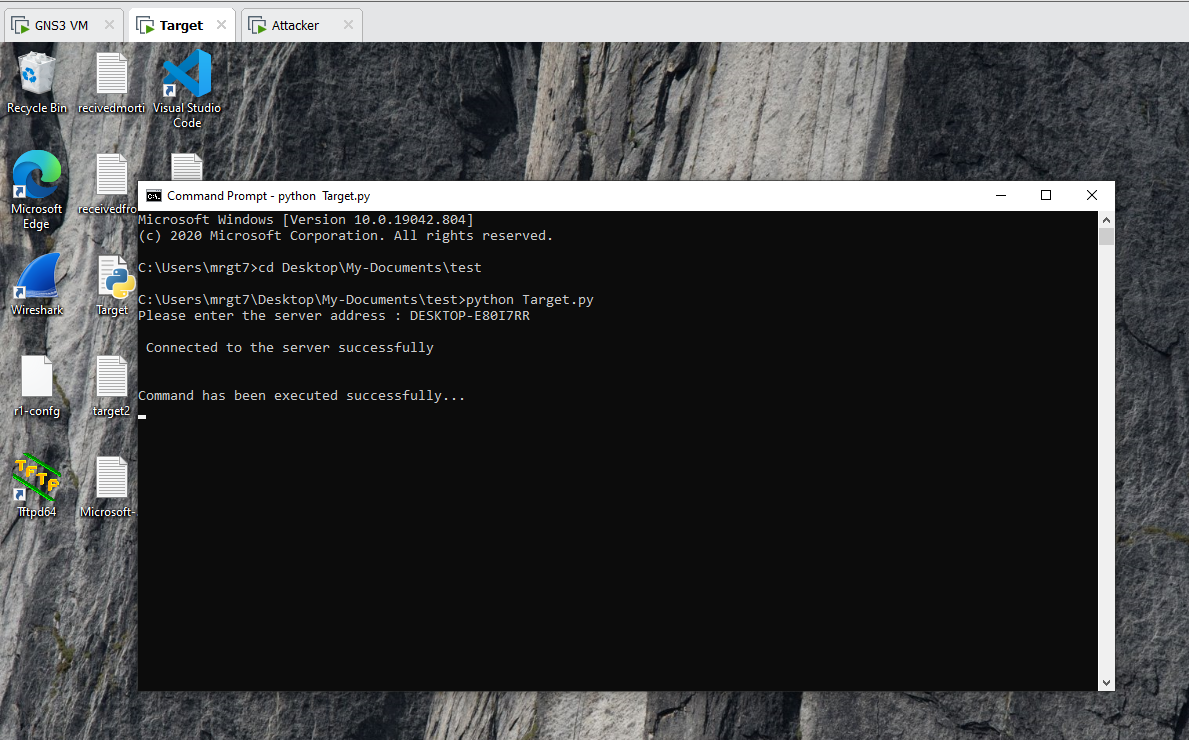 GNS3 VM
Target
Attacker
Recycle Bin
recivedmorti
Visual Studio
Code
Microsoft
Edge
receivedfro
Wireshark
Target
r1-confg
target2
Tftpd64
Microsoft-
TFTP
C:\.
Command Prompt - python  Target.py
Microsoft Windows [Version 10.0.19042.804]
(c) 2020 Microsoft Corporation. All rights reserved.
C:\Users\mrgt7>cd Desktop\My-Documents\test
C:\Users\mrgt7\Desktop\My-Documents\test>python Target.py
Please enter the server address : DESKTOP-E80I7RR
Connected to the server successfully
Command has been executed successfully...